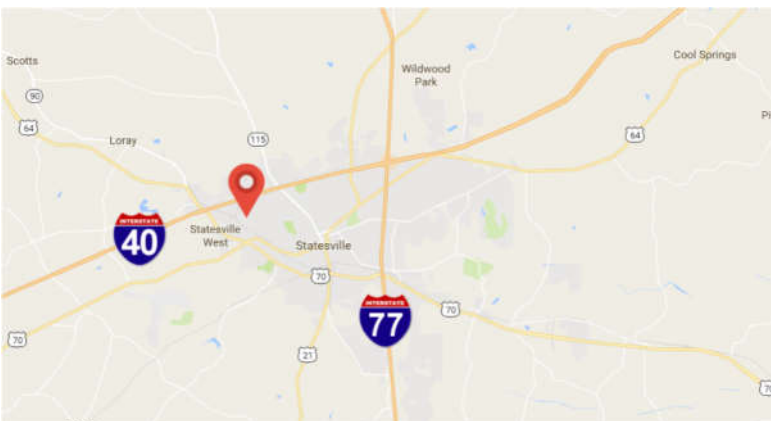 Scotts
Cool Springs
Wildwood
Park
90
64
Pi
Loray
115
64
INTERSTATE
40
Statesville
West
Statesville
70
INTERSTATE
77
70
70
21
70